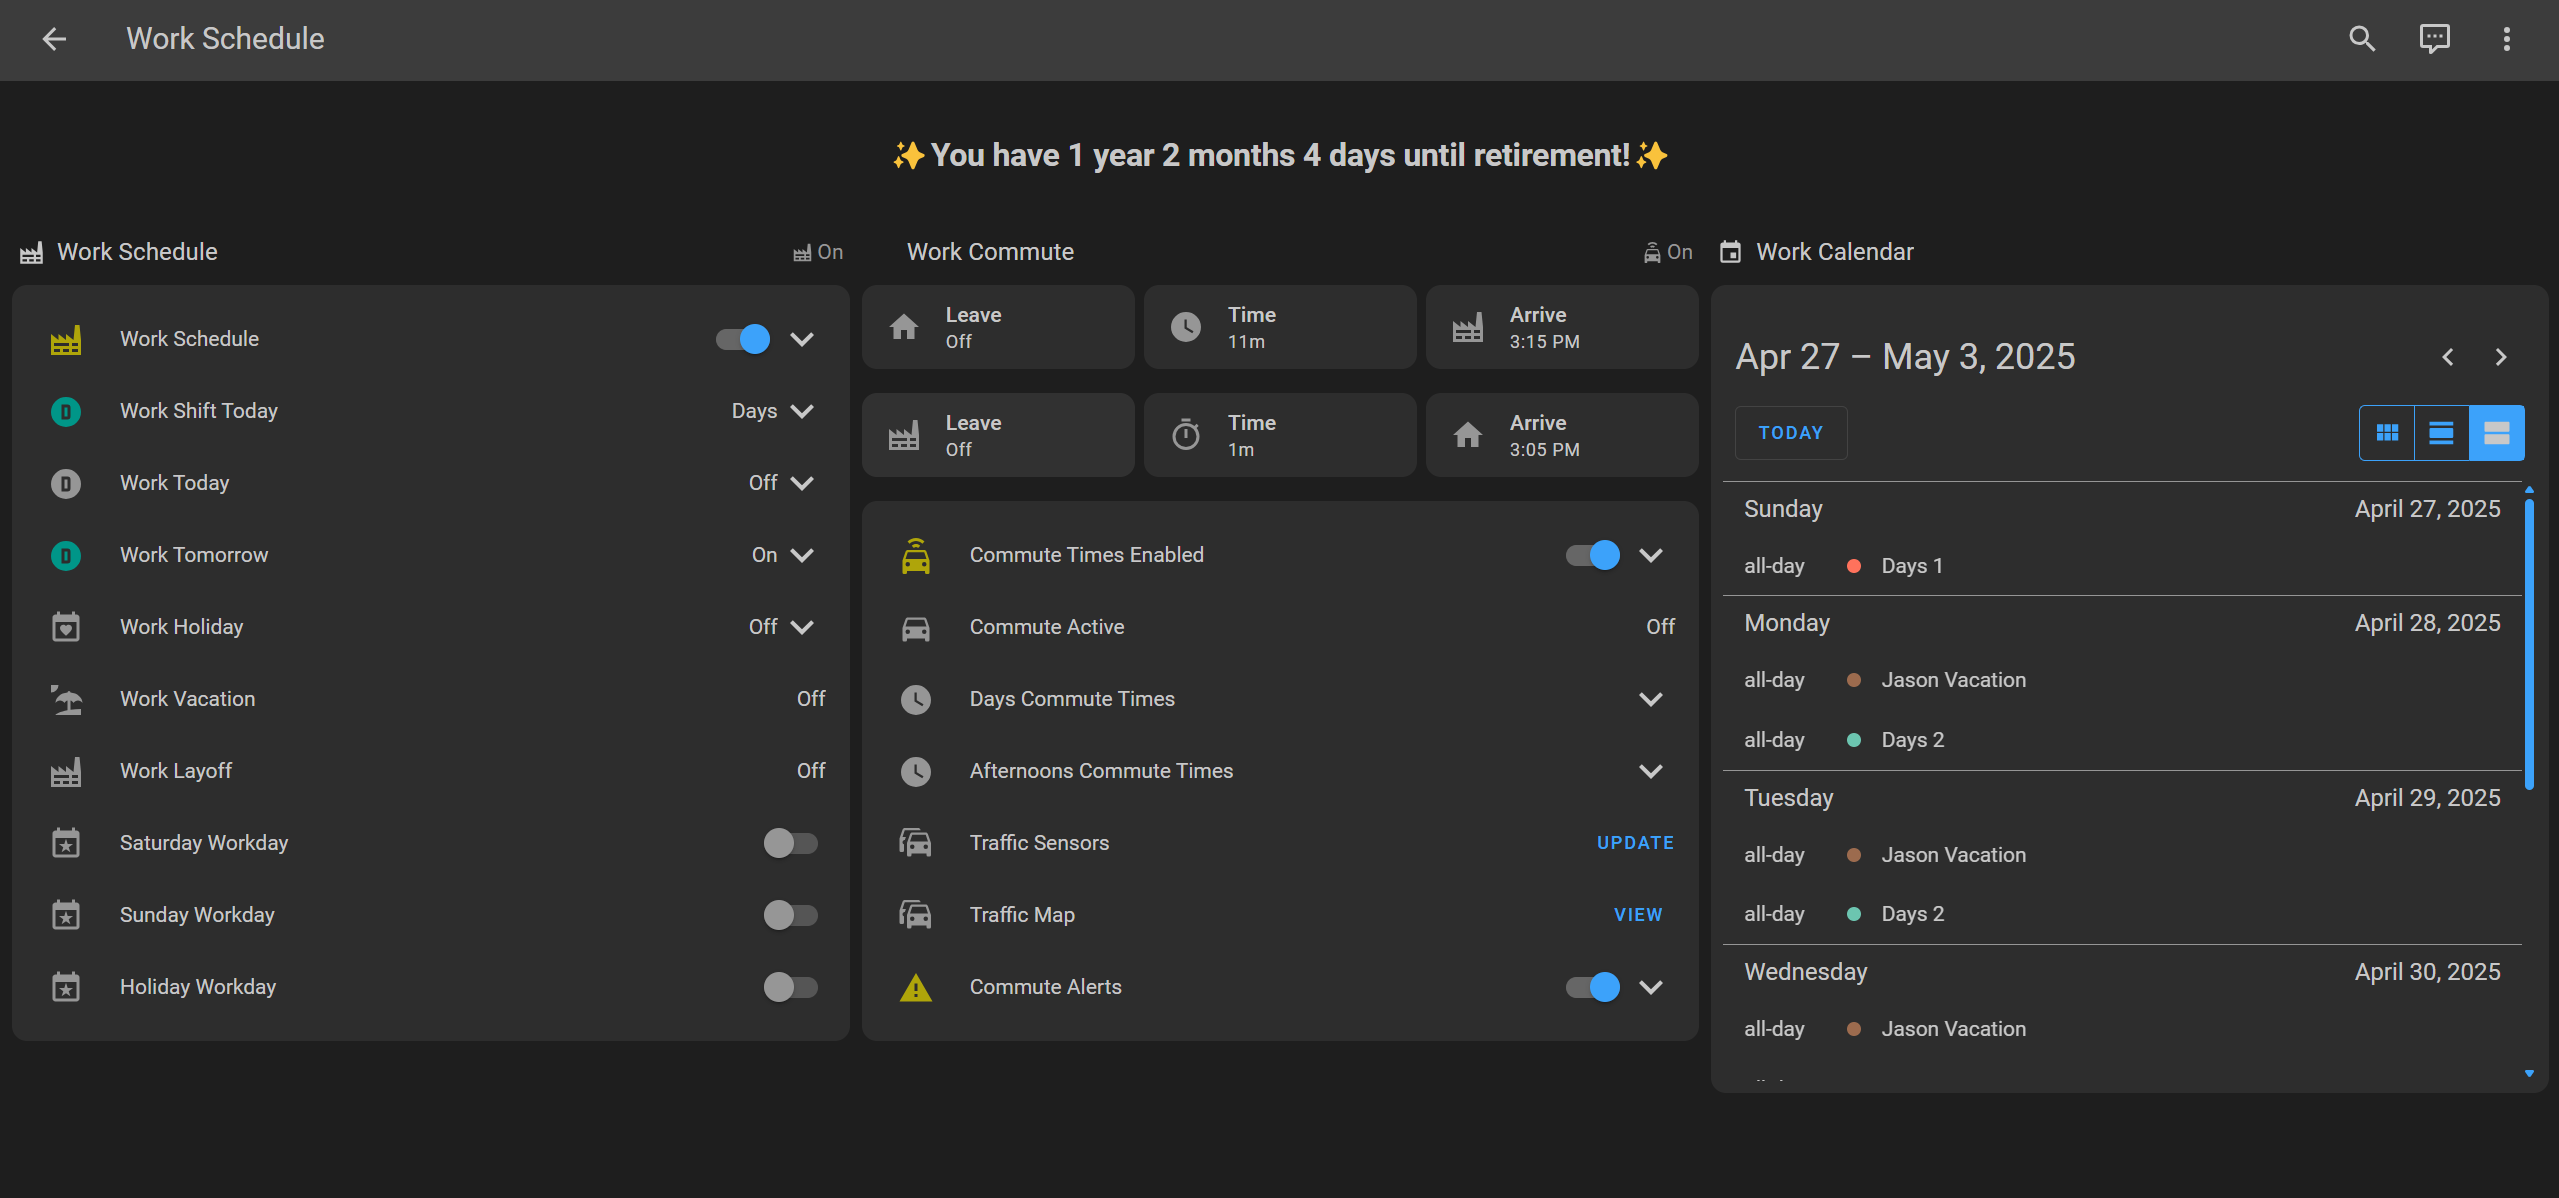 Work Schedule
✨You have 1 year 2 months 4 days until retirement!✨
Work Schedule
On
Work Schedule
Work Shift Today
Days
Work Today
Off
Work Tomorrow
On
Work Holiday
Off
Work Vacation
Off
Work Layoff
Off
Saturday Workday
Sunday Workday
Holiday Workday
Work Commute
On
Leave
Off
Time
11m
Arrive
3:15 PM
Leave
Off
Time
1m
Arrive
3:05 PM
Commute Times Enabled
Commute Active
Off
Days Commute Times
Afternoons Commute Times
Traffic Sensors
UPDATE
Traffic Map
VIEW
Commute Alerts
Work Calendar
Apr 27 – May 3, 2025
TODAY
Sunday
April 27, 2025
all-day
Days 1
Monday
April 28, 2025
all-day
Jason Vacation
all-day
Days 2
Tuesday
April 29, 2025
all-day
Jason Vacation
all-day
Days 2
Wednesday
April 30, 2025
all-day
Jason Vacation